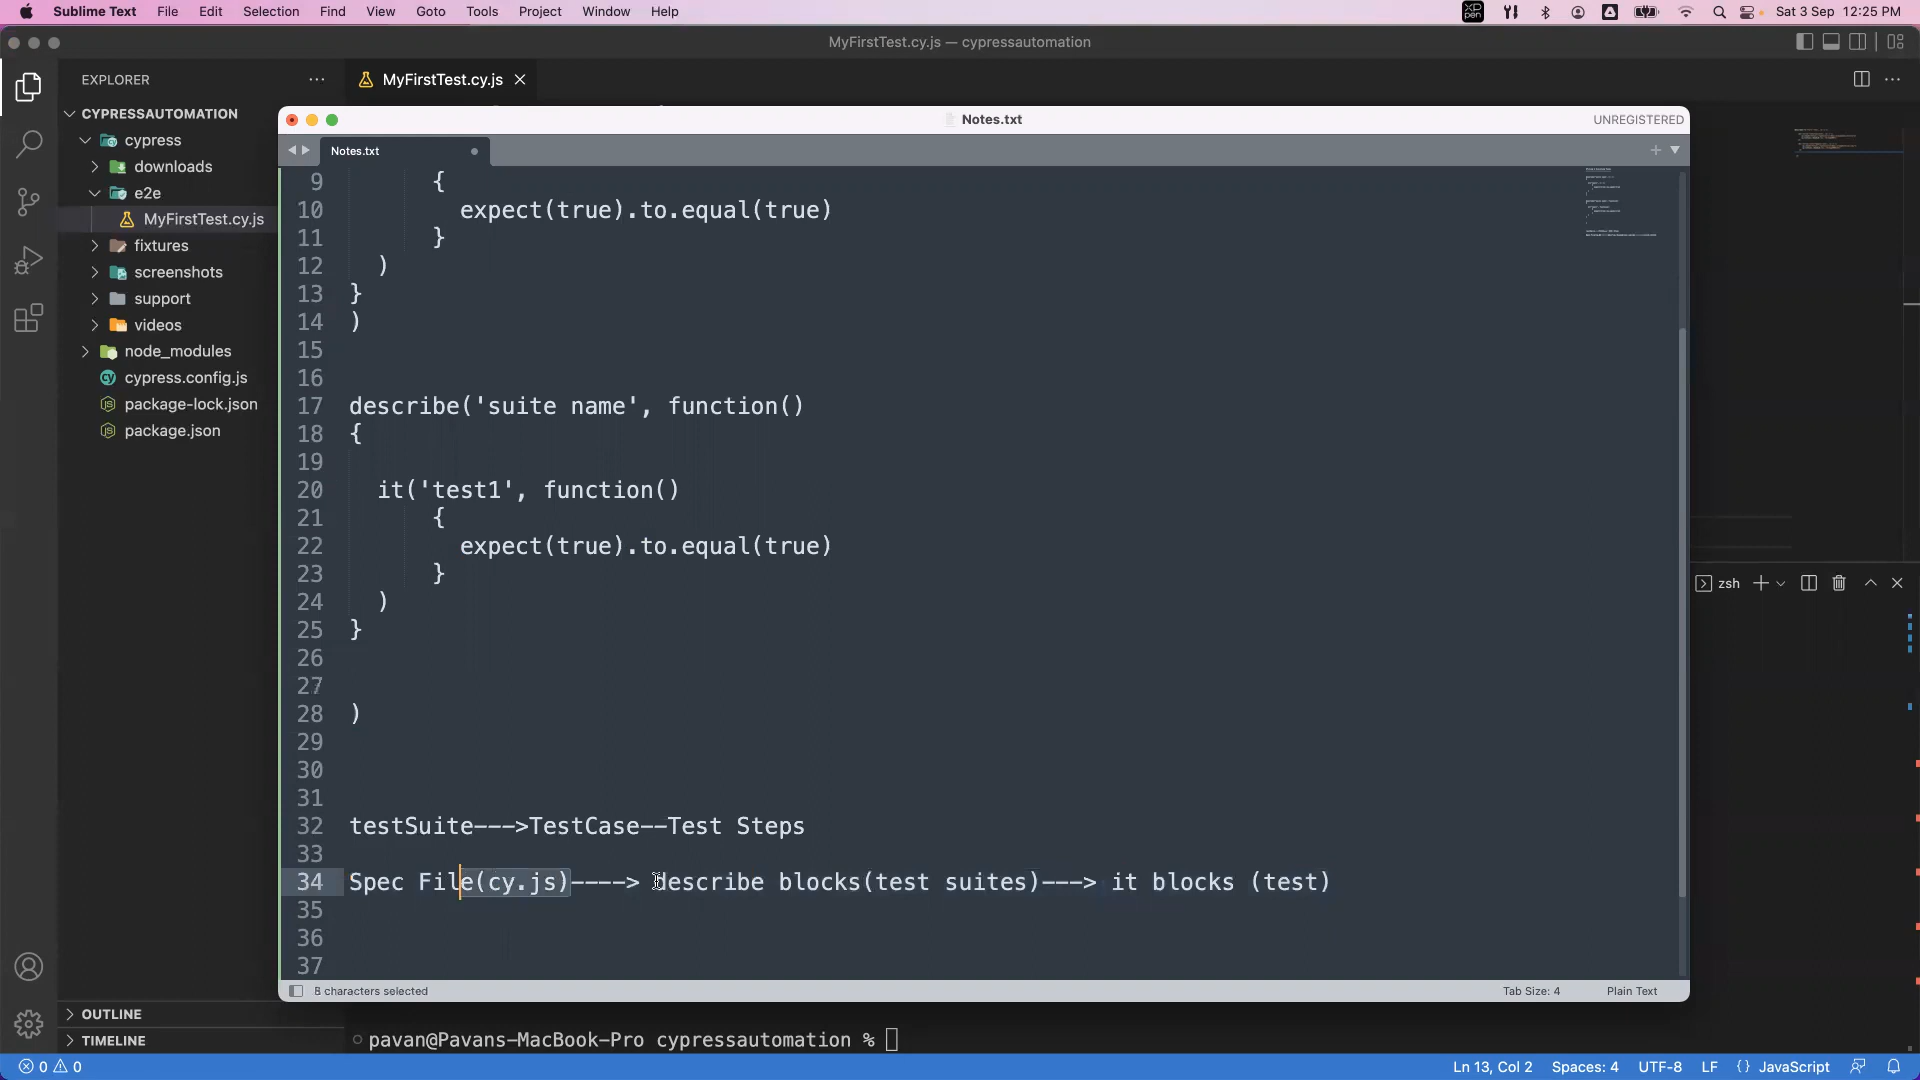 Sublime Text File Edit Selection Find View Goto Tools Project Window Help
XP pen
Sat 3 Sep 12:25 PM
MyFirstTest.cy.js — cypressautomation
EXPLORER
MyFirstTest.cy.js
CYPRESSAUTOMATION
cypress
downloads
e2e
MyFirstTest.cy.js
fixtures
screenshots
support
videos
node_modules
cypress.config.js
package-lock.json
package.json
OUTLINE
TIMELINE
Notes.txt
UNREGISTERED
Notes.txt
9 {
10 expect(true).to.equal(true)
11 }
12 )
13 }
14 )
15
16
17 describe('suite name', function()
18 {
19
20 it('test1', function()
21 {
22 expect(true).to.equal(true)
23 }
24 )
25 }
26
27
28 )
29
30
31
32 testSuite--->TestCase--Test Steps
33
34 Spec File(cy.js)----> describe blocks(test suites)---> it blocks (test)
35
36
37
8 characters selected
Tab Size: 4
Plain Text
zsh
pavan@Pavans-MacBook-Pro cypressautomation %
0 0
Ln 13, Col 2 Spaces: 4 UTF-8 LF {} JavaScript